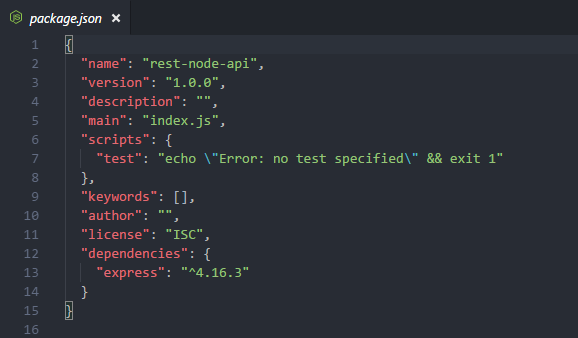 package.json ×
1 {
2 "name": "rest-node-api",
3 "version": "1.0.0",
4 "description": "",
5 "main": "index.js",
6 "scripts": {
7 "test": "echo \"Error: no test specified\" && exit 1"
8 },
9 "keywords": [],
10 "author": "",
11 "license": "ISC",
12 "dependencies": {
13 "express": "^4.16.3"
14 }
15 }
16